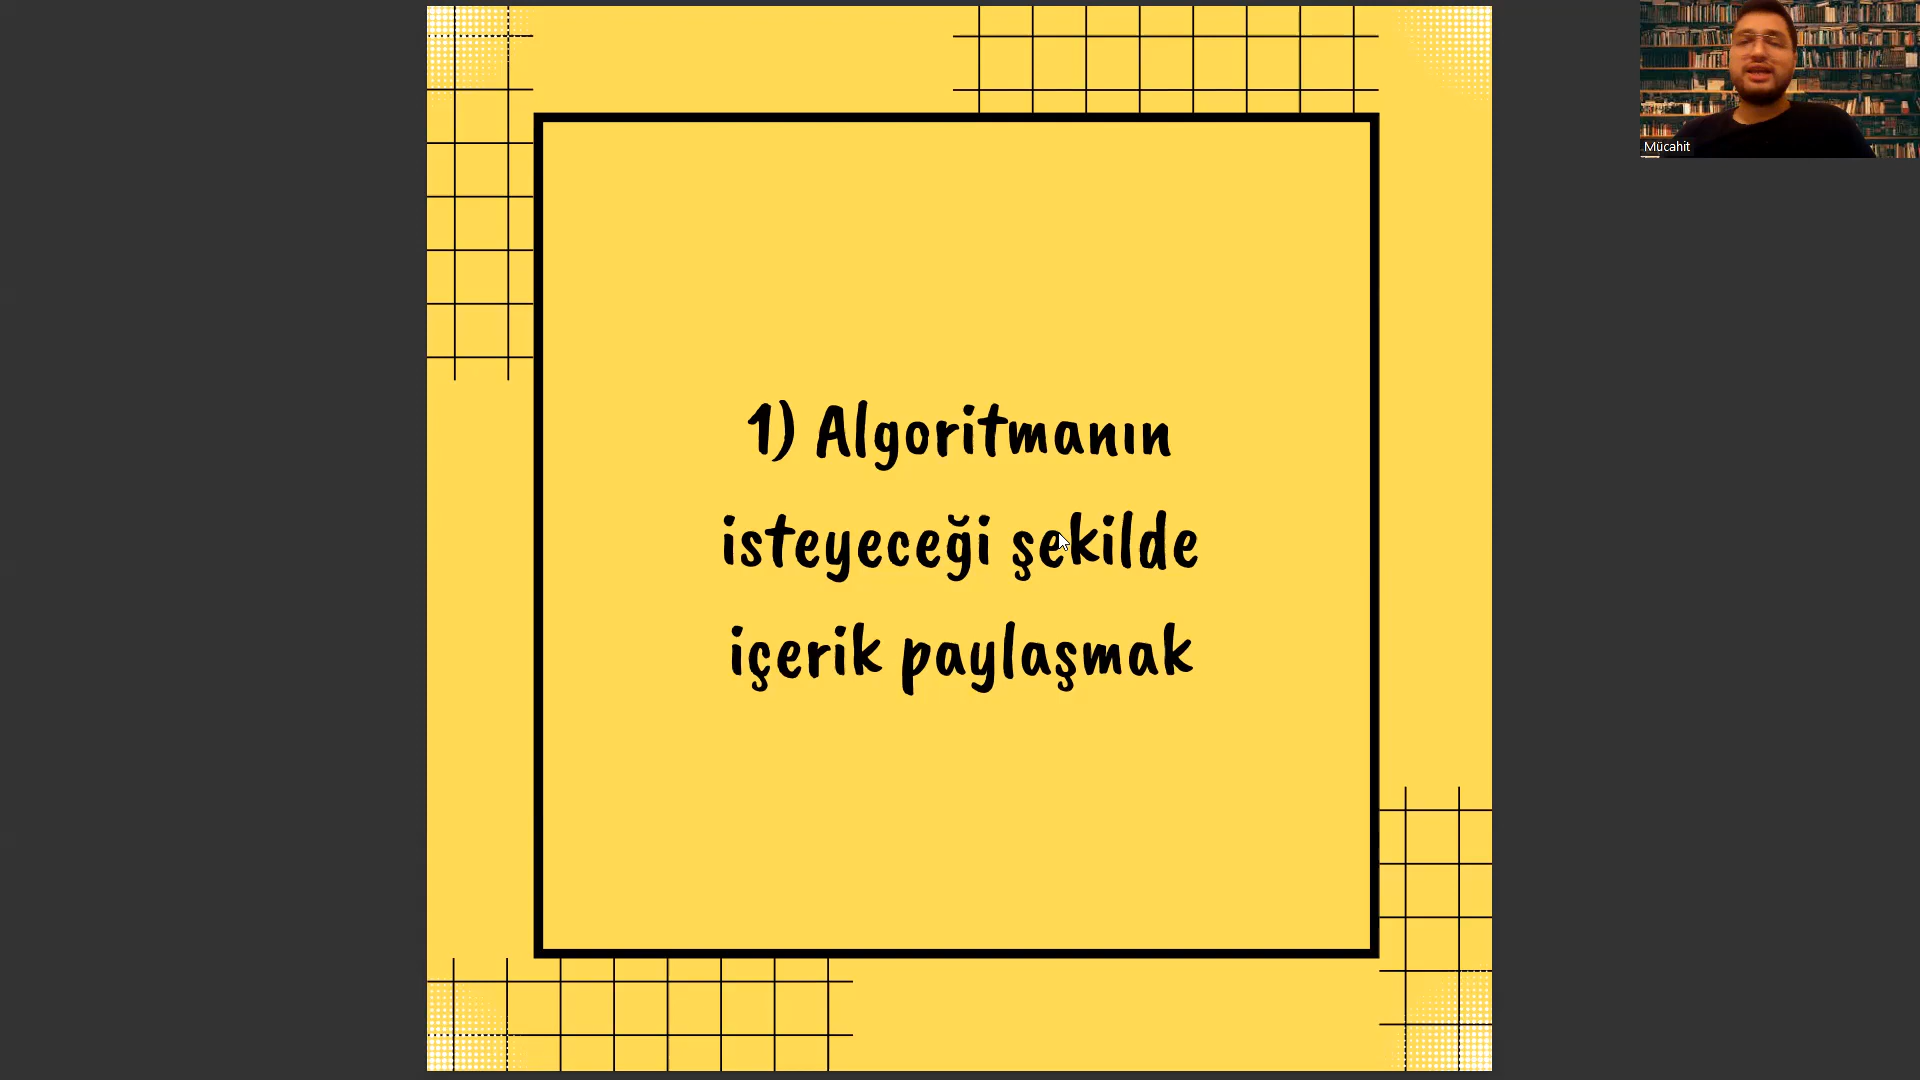 Mücahit
1) Algoritmanın
isteyeceği şekilde
içerik paylaşmak